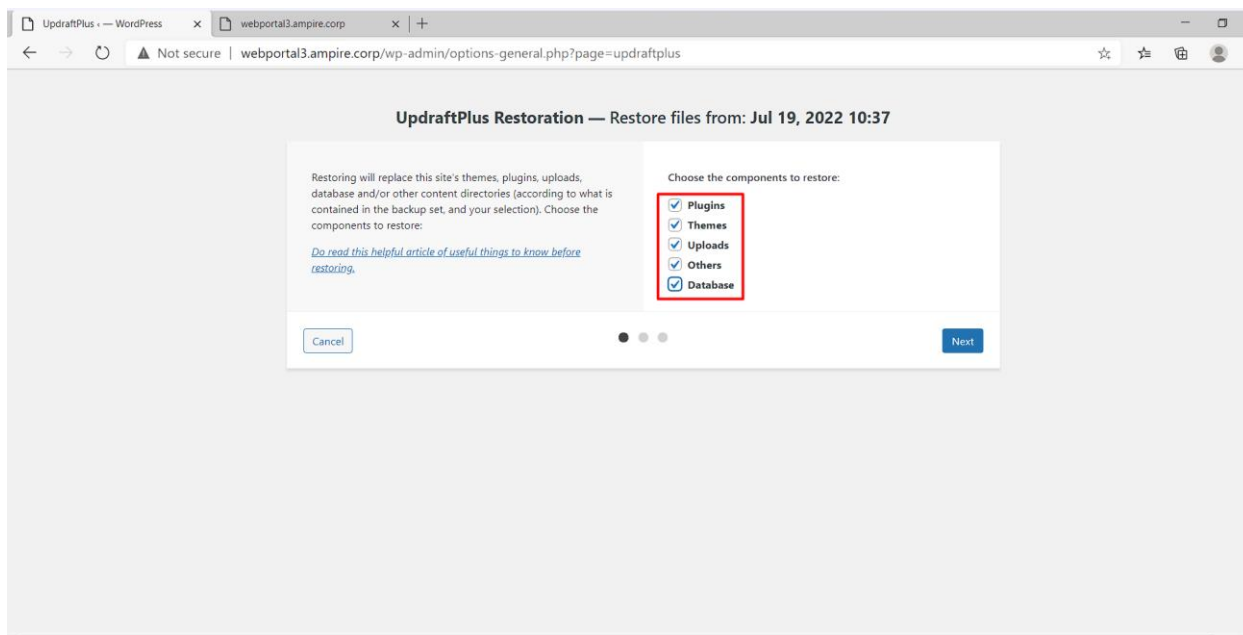 UpdraftPlus ‹ — WordPress
webportal3.ampire.corp
Not secure | webportal3.ampire.corp/wp-admin/options-general.php?page=updraftplus
UpdraftPlus Restoration — Restore files from: Jul 19, 2022 10:37
Restoring will replace this site's themes, plugins, uploads,
database and/or other content directories (according to what is
contained in the backup set, and your selection). Choose the
components to restore:
Do read this helpful article of useful things to know before
restoring.
Choose the components to restore:
Plugins
Themes
Uploads
Others
Database
Cancel
Next